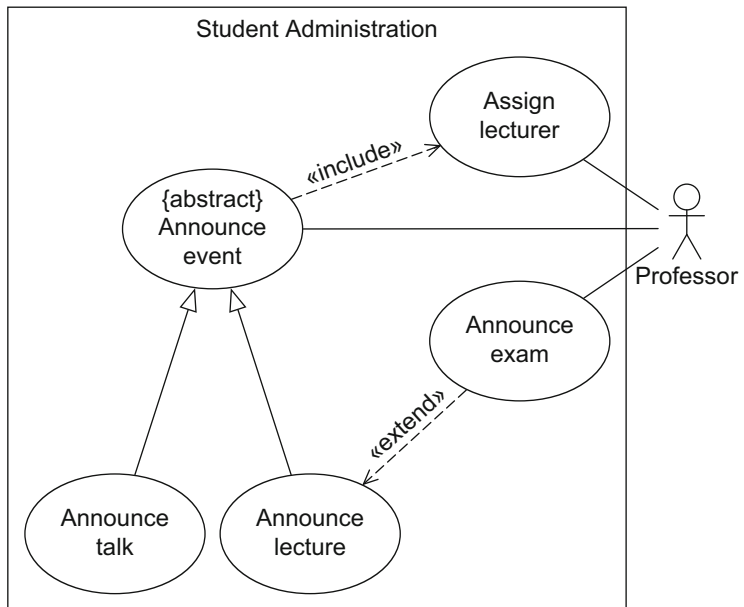 Student Administration
Assign
lecturer
«include»
{abstract}
Announce
event
Professor
Announce
exam
«extend»
Announce
talk
Announce
lecture